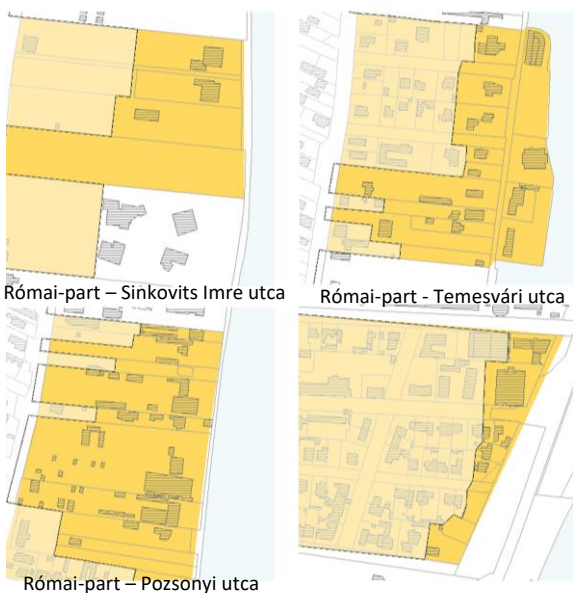 Római-part – Sinkovits Imre utca
Római-part - Temesvári utca
Római-part – Pozsonyi utca